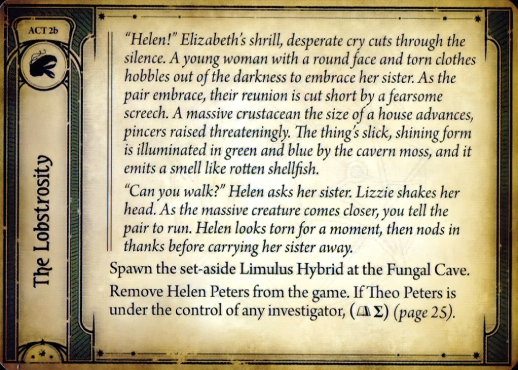 ACT 2b
The Lobstrosity
“Helen!” Elizabeth’s shrill, desperate cry cuts through the
silence. A young woman with a round face and torn clothes
hobbles out of the darkness to embrace her sister. As the
pair embrace, their reunion is cut short by a fearsome
screech. A massive crustacean the size of a house advances,
pincers raised threateningly. The thing’s slick, shining form
is illuminated in green and blue by the cavern moss, and it
emits a smell like rotten shellfish.
“Can you walk?” Helen asks her sister. Lizzie shakes her
head. As the massive creature comes closer, you tell the
pair to run. Helen looks torn for a moment, then nods in
thanks before carrying her sister away.
Spawn the set-aside Limulus Hybrid at the Fungal Cave.
Remove Helen Peters from the game. If Theo Peters is
under the control of any investigator, (Σ) (page 25).